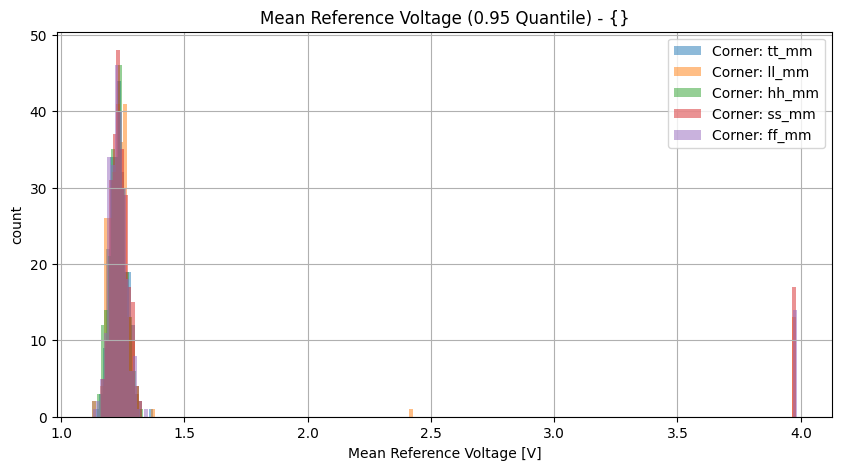 Mean Reference Voltage (0.95 Quantile) - {}
50
40
30
20
10
0
count
Corner: tt_mm
Corner: ll_mm
Corner: hh_mm
Corner: ss_mm
Corner: ff_mm
1.0 1.5 2.0 2.5 3.0 3.5 4.0
Mean Reference Voltage [V]